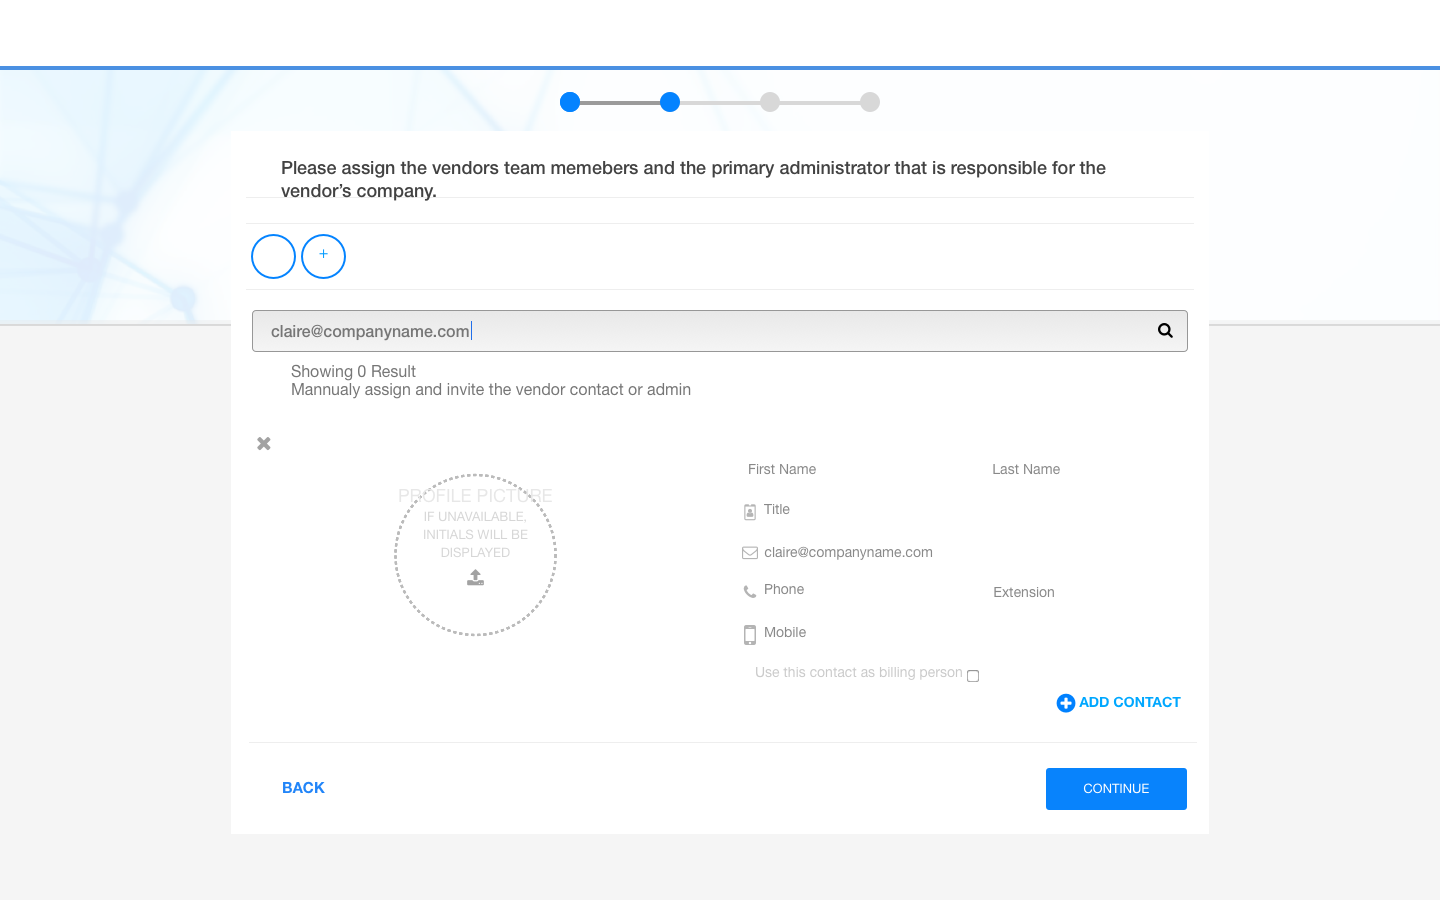 Please assign the vendors team memebers and the primary administrator that is responsible for the
vendor’s company.
+
claire@companyname.com
Showing 0 Result
Mannualy assign and invite the vendor contact or admin
PROFILE PICTURE
IF UNAVAILABLE,
INITIALS WILL BE
DISPLAYED
First Name Last Name
Title
claire@companyname.com
Phone Extension
Mobile
Use this contact as billing person
ADD CONTACT
BACK CONTINUE